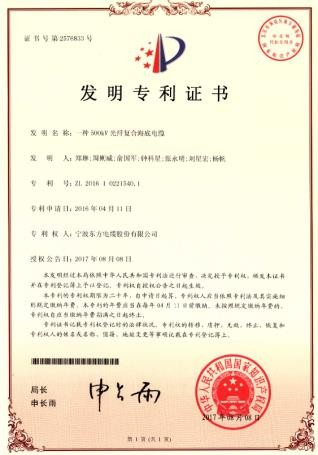 证书号第2576833号
发明专利证书
发 明 名 称：一种500kV光纤复合海底电缆
发 明 人：郑琳;周则威;俞国军;钟科星;张永明;刘星宏;杨帆
专 利 号：ZL 2016 1 0221540.1
专利申请日：2016年04月11日
专 利 权 人：宁波东方电缆股份有限公司
授权公告日：2017年08月08日
本发明经过本局依照中华人民共和国专利法进行审查，决定授予专利权，颁发本证书
并在专利登记簿上予以登记。专利权自授权公告之日起生效。
本专利的专利权期限为二十年，自申请日起算。专利权人应当依照专利法及其实施细
则规定缴纳年费。本专利的年费应当在每年04月11日前缴纳。未按照规定缴纳年费的，
专利权自应当缴纳年费期满之日起终止。
专利证书记载专利权登记时的法律状况。专利权的转移、质押、无效、终止、恢复和
专利权人的姓名或名称、国籍、地址变更等事项记载在专利登记簿上。
局长
申长雨
申长雨
中华人民共和国国家知识产权局
2017年08月08日
第 1 页 (共 1 页)